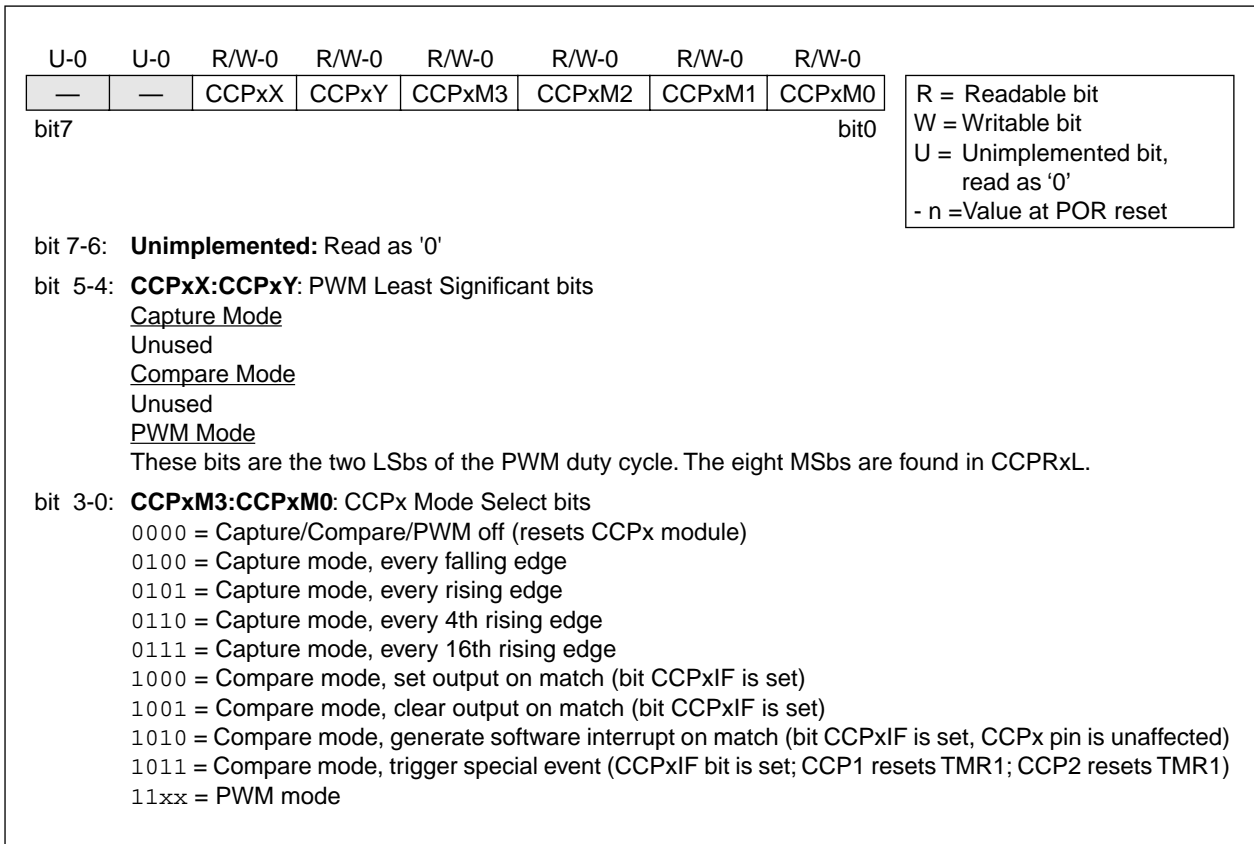 U-0 U-0 R/W-0 R/W-0 R/W-0 R/W-0 R/W-0 R/W-0
— — CCPxX CCPxY CCPxM3 CCPxM2 CCPxM1 CCPxM0
bit7 bit0
R = Readable bit
W = Writable bit
U = Unimplemented bit,
read as ‘0’
- n =Value at POR reset
bit 7-6: Unimplemented: Read as '0'
bit 5-4: CCPxX:CCPxY: PWM Least Significant bits
Capture Mode
Unused
Compare Mode
Unused
PWM Mode
These bits are the two LSbs of the PWM duty cycle. The eight MSbs are found in CCPRxL.
bit 3-0: CCPxM3:CCPxM0: CCPx Mode Select bits
0000 = Capture/Compare/PWM off (resets CCPx module)
0100 = Capture mode, every falling edge
0101 = Capture mode, every rising edge
0110 = Capture mode, every 4th rising edge
0111 = Capture mode, every 16th rising edge
1000 = Compare mode, set output on match (bit CCPxIF is set)
1001 = Compare mode, clear output on match (bit CCPxIF is set)
1010 = Compare mode, generate software interrupt on match (bit CCPxIF is set, CCPx pin is unaffected)
1011 = Compare mode, trigger special event (CCPxIF bit is set; CCP1 resets TMR1; CCP2 resets TMR1)
11xx = PWM mode